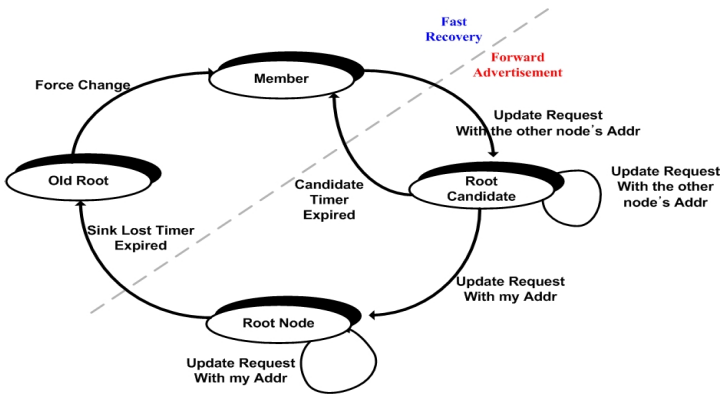 Fast
Recovery
Forward
Advertisement
Member
Force Change
Update Request
With the other node's Addr
Old Root
Candidate
Timer
Expired
Root
Candidate
Update Request
With the other
node's Addr
Sink Lost Timer
Expired
Update Request
With my Addr
Root Node
Update Request
With my Addr